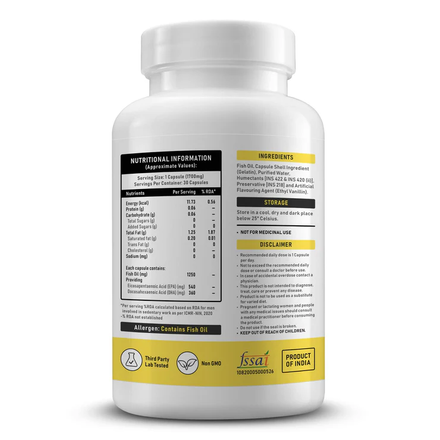 NUTRITIONAL INFORMATION
(Approximate Values):
Serving Size: 1 Capsule (1700mg)
Servings Per Container: 30 Capsules
Nutrients Per Serving % RDA*
Energy (kcal) 11.73 0.56
Protein (g) 0.06 –
Carbohydrate (g) 0.04 –
Total Sugars (g) 0 –
Added Sugars (g) 0 –
Total Fat (g) 1.25 1.87
Saturated Fat (g) 0.20 0.91
Trans Fat (g) 0 –
Cholesterol (g) 0 –
Sodium (mg) 0 –
Each capsule contains
Fish Oil (mg) 1250 –
Providing
Eicosapentaenoic Acid (EPA) (mg) 540 –
Docosahexaenoic Acid (DHA) (mg) 360 –
*Per serving %RDA calculated based on RDA for men
involved in sedentary work as per ICMR-NIN, 2020
–% RDA not established
Allergen: Contains Fish Oil
Third Party
Lab Tested
Non GMO
INGREDIENTS
Fish Oil, Capsule Shell Ingredient
(Gelatin), Purified Water,
Humectants [INS 422 & INS 420 (ii)],
Preservative (INS 218) and Artificial
Flavouring Agent (Ethyl Vanillin).
STORAGE
Store in a cool, dry and dark place
below 25° Celsius.
• NOT FOR MEDICINAL USE
DISCLAIMER
• Recommended daily dose is 1 Capsule
per day.
• Not to exceed the recommended daily
dose or consult a doctor before use.
• In case of accidental overdose contact a
physician.
• This product is not intended to diagnose,
treat, cure or prevent any disease.
• Product is not to be used as a substitute
for varied diet.
• Pregnant or lactating women and people
with any medical issues should consult
a medical practitioner before consuming
the product.
• Do not use if the seal is broken.
• KEEP OUT OF REACH OF CHILDREN.
fssai
10820005000524
PRODUCT
OF INDIA